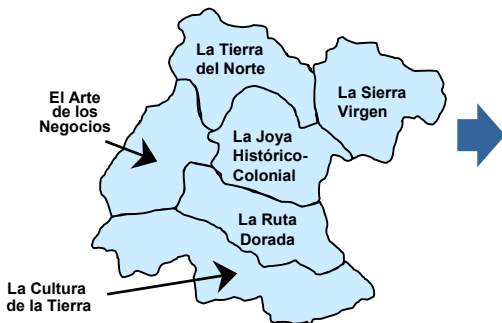 La Tierra
del Norte
La Sierra
Virgen
El Arte
de los
Negocios
La Joya
Histórico-
Colonial
La Ruta
Dorada
La Cultura
de la Tierra